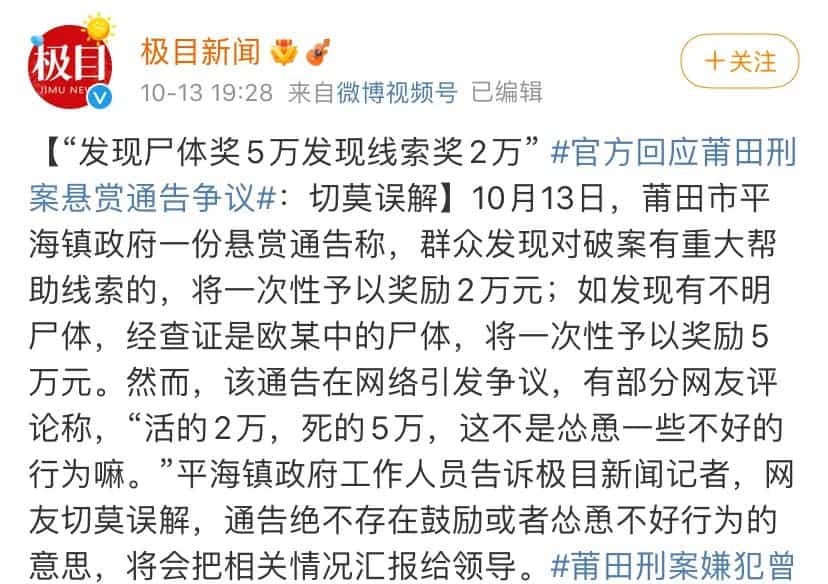 极目
JIMU NE
极目新闻
+关注
10-13 19:28 来自微博视频号 已编辑
【“发现尸体奖5万发现线索奖2万” #官方回应莆田刑
案悬赏通告争议#：切莫误解】10月13日，莆田市平
海镇政府一份悬赏通告称，群众发现对破案有重大帮
助线索的，将一次性予以奖励2万元；如发现有不明
尸体，经查证是欧某中的尸体，将一次性予以奖励5
万元。然而，该通告在网络引发争议，有部分网友评
论称，“活的2万，死的5万，这不是怂恿一些不好的
行为嘛。”平海镇政府工作人员告诉极目新闻记者，网
友切莫误解，通告绝不存在鼓励或者怂恿不好行为的
意思，将会把相关情况汇报给领导。#莆田刑案嫌犯曾